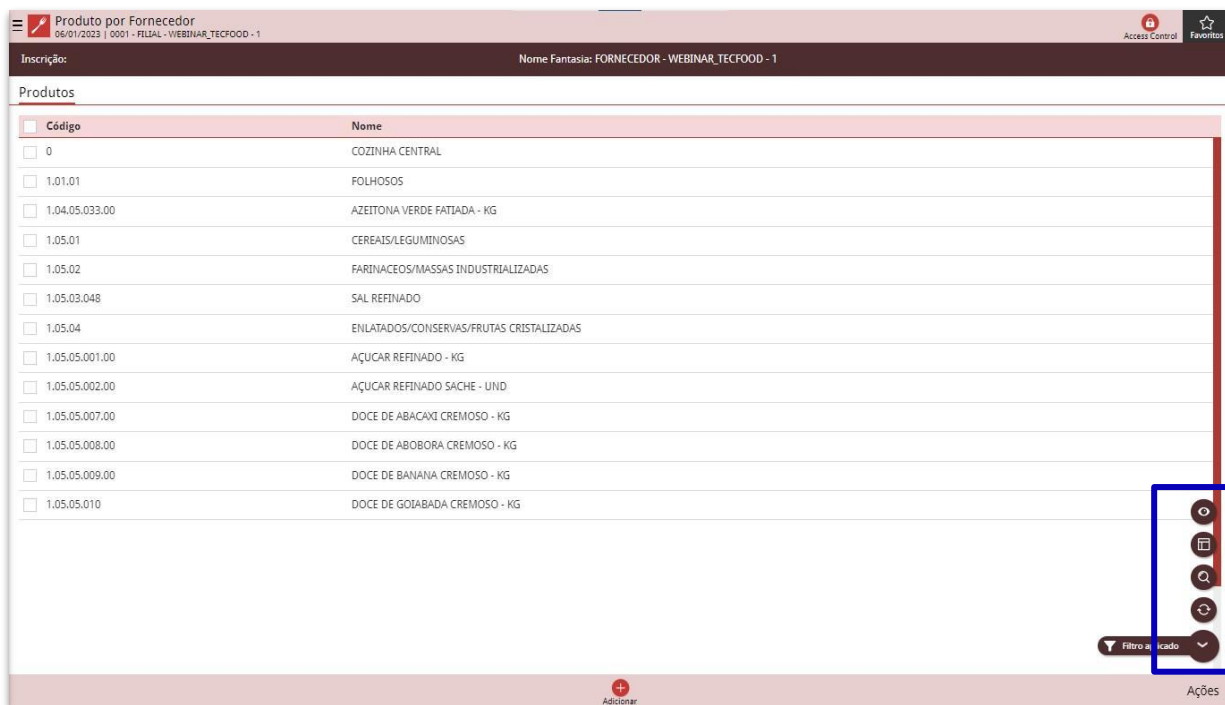 Produto por Fornecedor
06/01/2023 | 0001 - FILIAL - WEBINAR_TECFOOD - 1
Access Control
Favoritos
Inscrição: Nome Fantasia: FORNECEDOR - WEBINAR_TECFOOD - 1
Produtos
Código Nome
0 COZINHA CENTRAL
1.01.01 FOLHOSOS
1.04.05.033.00 AZEITONA VERDE FATIADA - KG
1.05.01 CEREAIS/LEGUMINOSAS
1.05.02 FARINACEOS/MASSAS INDUSTRIALIZADAS
1.05.03.048 SAL REFINADO
1.05.04 ENLATADOS/CONSERVAS/FRUTAS CRISTALIZADAS
1.05.05.001.00 AÇUCAR REFINADO - KG
1.05.05.002.00 AÇUCAR REFINADO SACHE - UND
1.05.05.007.00 DOCE DE ABACAXI CREMOSO - KG
1.05.05.008.00 DOCE DE ABOBORA CREMOSO - KG
1.05.05.009.00 DOCE DE BANANA CREMOSO - KG
1.05.05.010 DOCE DE GOIABADA CREMOSO - KG
Filtro aplicado
Adicionar
Ações